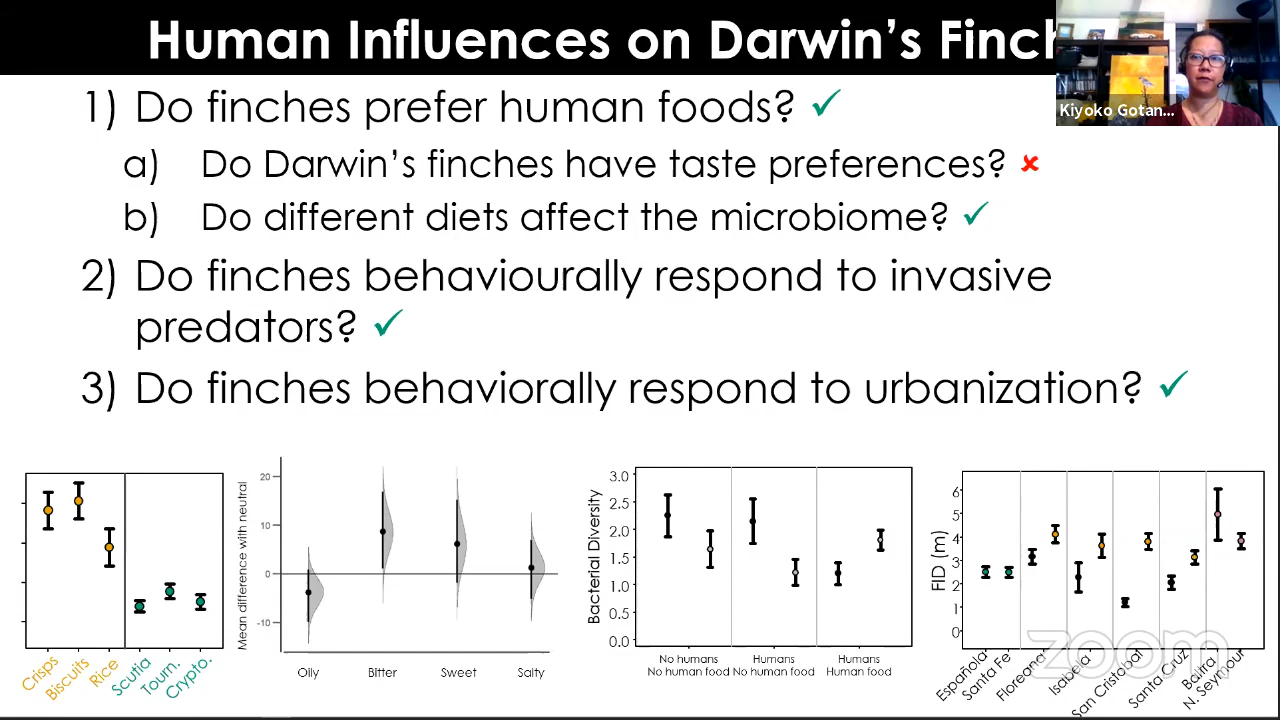 Human Influences on Darwin's Finch
Kiyoko Gotan...
1) Do finches prefer human foods? ✓
a) Do Darwin's finches have taste preferences? ✘
b) Do different diets affect the microbiome? ✓
2) Do finches behaviourally respond to invasive
predators? ✓
3) Do finches behaviorally respond to urbanization? ✓
Crisps
Biscuits
Rice
Scutia
Tourn.
Crypto.
Mean difference with neutral
20
10
0
-10
Oily
Bitter
Sweet
Salty
Bacterial Diversity
3.0
2.5
2.0
1.5
1.0
0.5
0.0
No humans
No human food
Humans
No human food
Humans
Human food
FID (m)
6
5
4
3
2
1
0
Española
Santa Fe
Floreana
Isabela
San Cristobal
Santa Cruz
Baltra
N. Seymour
zoom